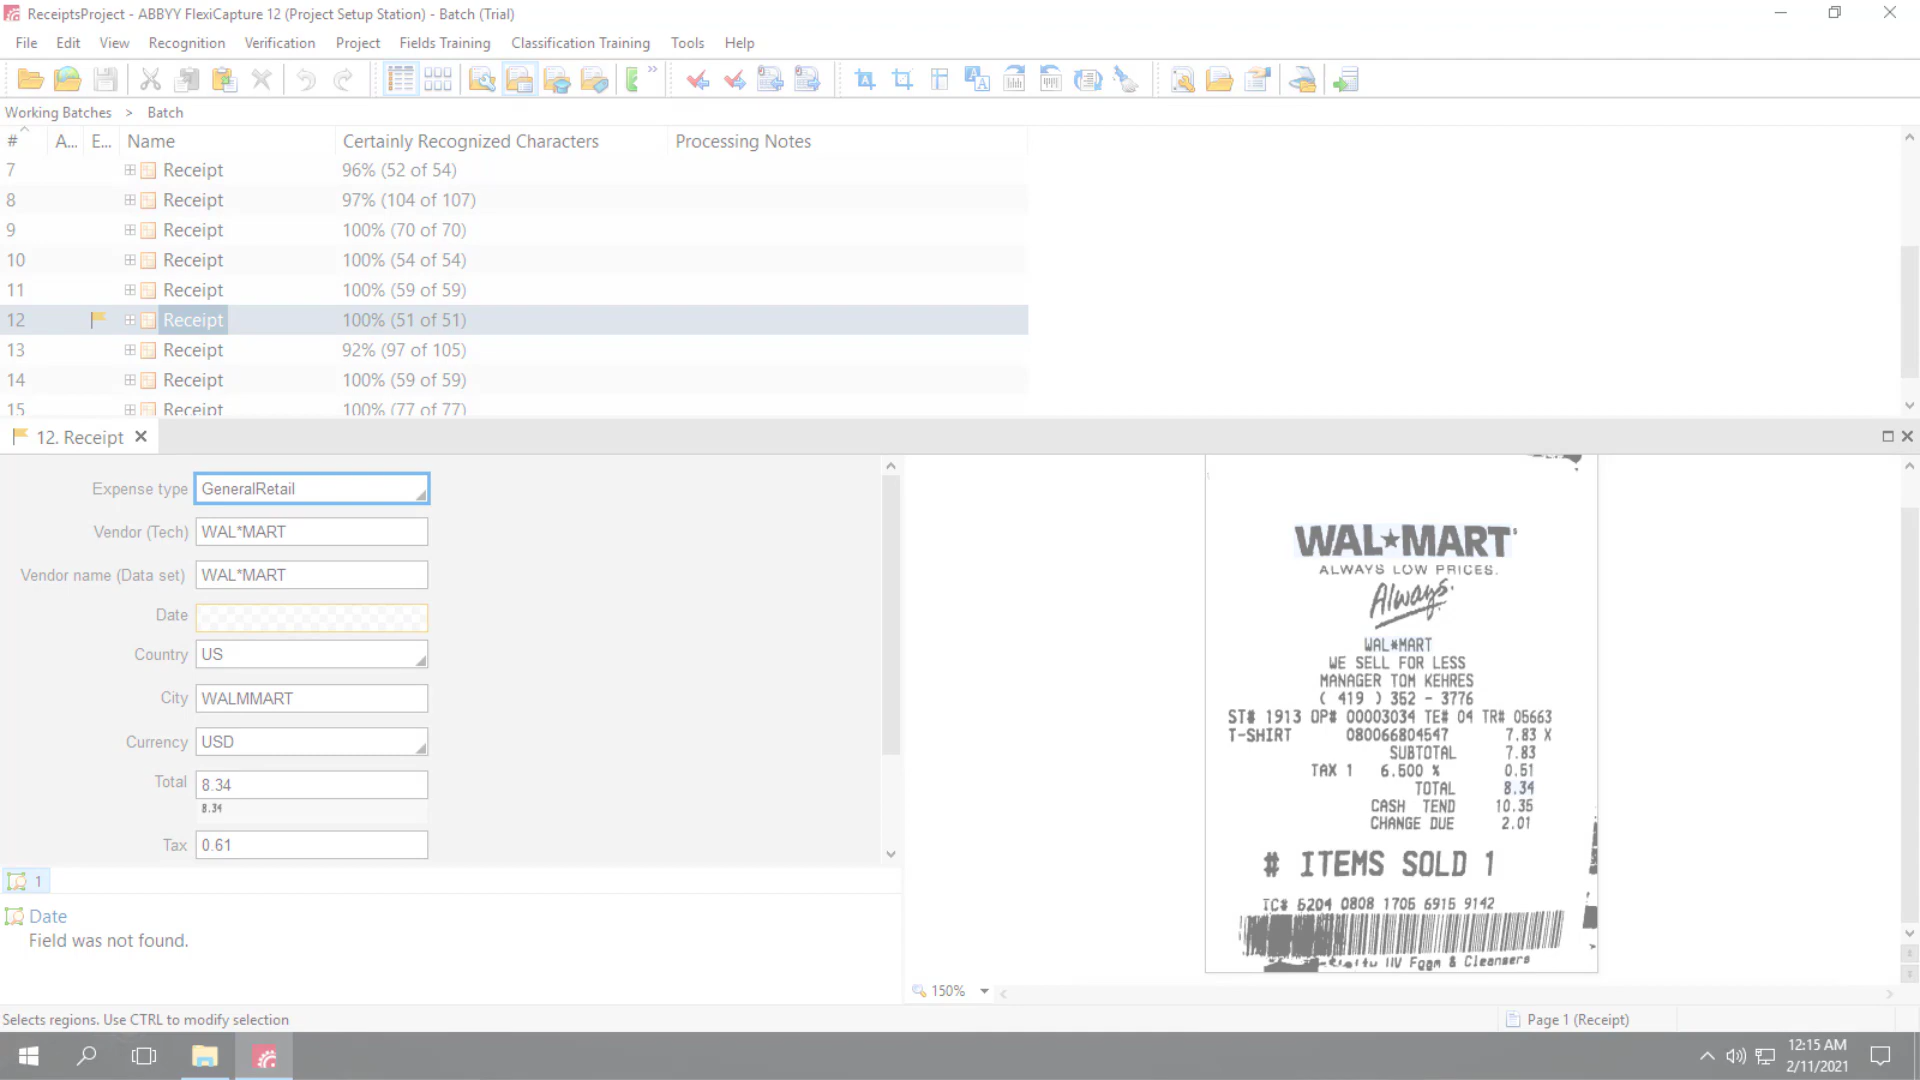 ReceiptsProject - ABBYY FlexiCapture 12 (Project Setup Station) - Batch (Trial)
File Edit View Recognition Verification Project Fields Training Classification Training Tools Help
Working Batches > Batch
# A... E... Name Certainly Recognized Characters Processing Notes
7 Receipt 96% (52 of 54)
8 Receipt 97% (104 of 107)
9 Receipt 100% (70 of 70)
10 Receipt 100% (54 of 54)
11 Receipt 100% (59 of 59)
12 Receipt 100% (51 of 51)
13 Receipt 92% (97 of 105)
14 Receipt 100% (59 of 59)
15 Receipt 100% (77 of 77)
12. Receipt
Expense type GeneralRetail
Vendor (Tech) WAL*MART
Vendor name (Data set) WAL*MART
Date
Country US
City WALMMART
Currency USD
Total 8.34
8.34
Tax 0.61
1
Date
Field was not found.
WAL★MART
ALWAYS LOW PRICES.
Always.
WAL*MART
WE SELL FOR LESS
MANAGER TOM KEHRES
( 419 ) 352 - 3776
ST# 1913 OP# 00003034 TE# 04 TR# 05663
T-SHIRT 080066804547 7.83 X
SUBTOTAL 7.83
TAX 1 6.500 % 0.51
TOTAL 8.34
CASH TEND 10.35
CHANGE DUE 2.01
# ITEMS SOLD 1
TC# 5204 0808 1705 6915 9142
Foam & Cleansers
150%
Selects regions. Use CTRL to modify selection
Page 1 (Receipt)
12:15 AM
2/11/2021